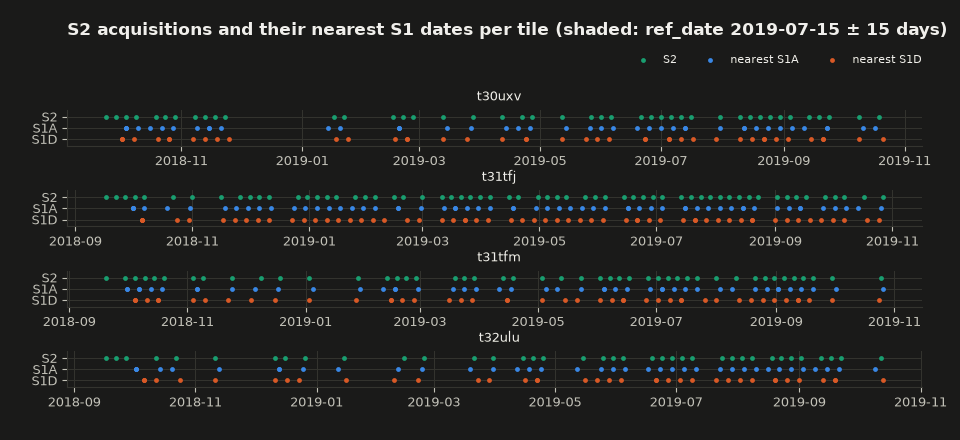 S2 acquisitions and their nearest S1 dates per tile (shaded: ref_date 2019-07-15 ± 15 days)
S2 nearest S1A nearest S1D
t30uxv
S2
S1A
S1D
2018-11 2019-01 2019-03 2019-05 2019-07 2019-09 2019-11
t31tfj
S2
S1A
S1D
2018-09 2018-11 2019-01 2019-03 2019-05 2019-07 2019-09 2019-11
t31tfm
S2
S1A
S1D
2018-09 2018-11 2019-01 2019-03 2019-05 2019-07 2019-09 2019-11
t32ulu
S2
S1A
S1D
2018-09 2018-11 2019-01 2019-03 2019-05 2019-07 2019-09 2019-11